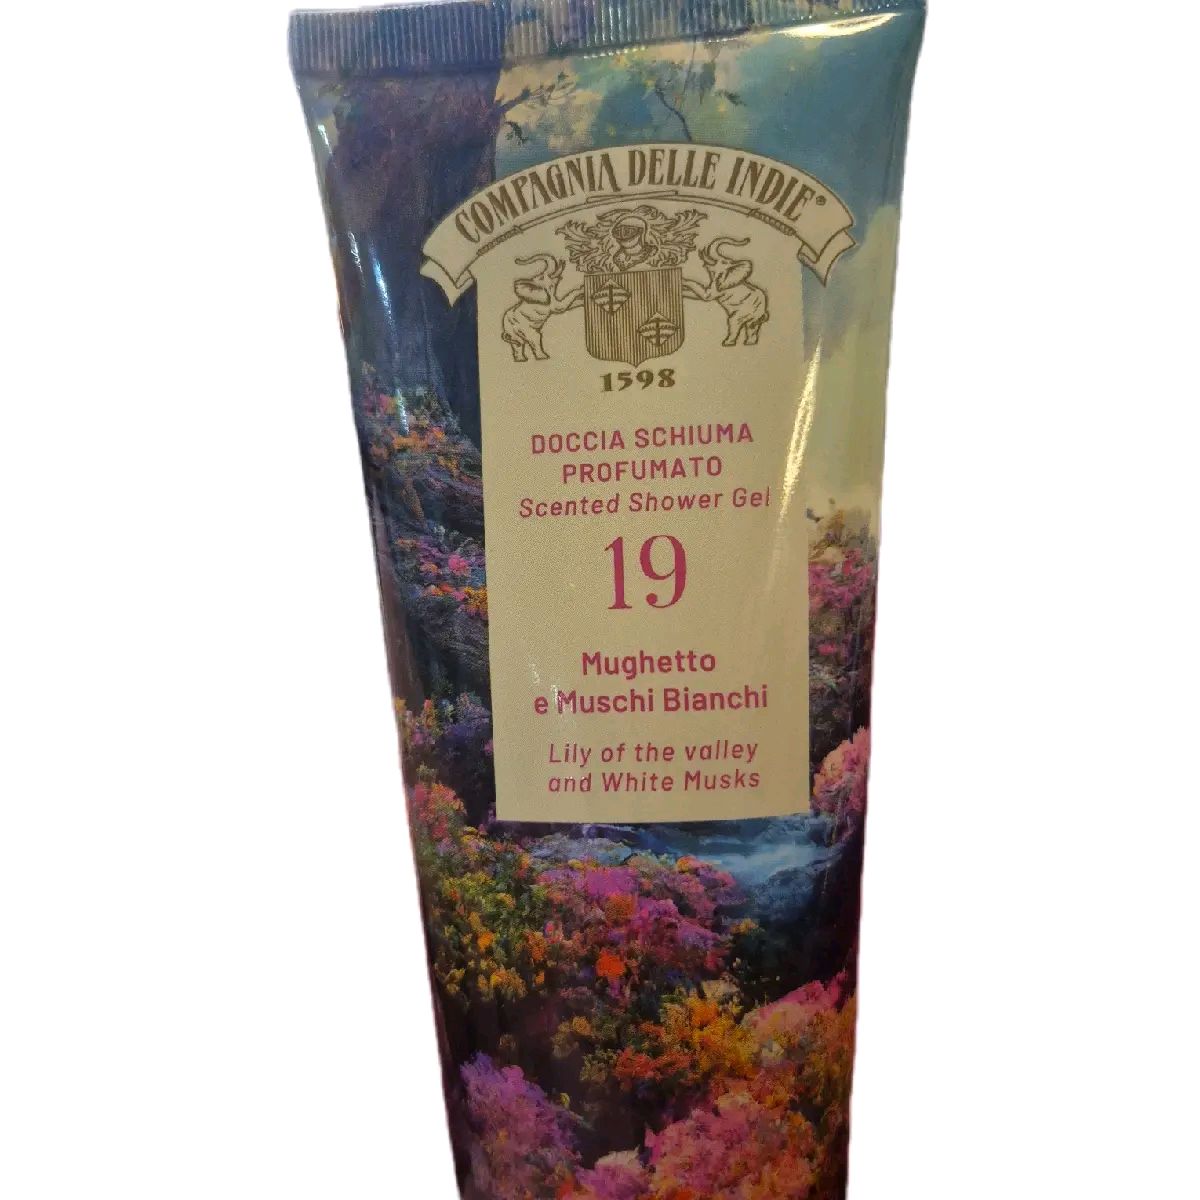 COMPAGNIA DELLE INDIE®
1598
DOCCIA SCHIUMA
PROFUMATO
Scented Shower Gel
19
Mughetto
e Muschi Bianchi
Lily of the valley
and White Musks